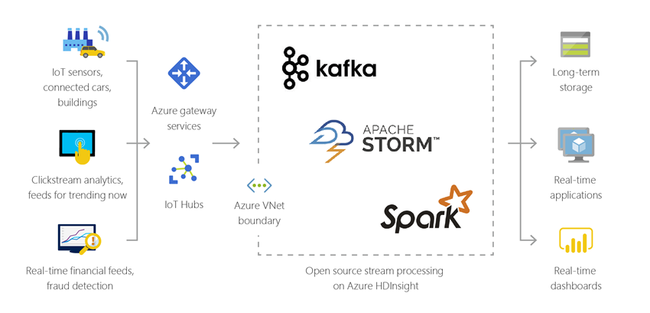 IoT sensors,
connected cars,
buildings
Clickstream analytics,
feeds for trending now
Real-time financial feeds,
fraud detection
Azure gateway
services
IoT Hubs
Azure VNet
boundary
kafka
APACHE
STORM™
Spark
Open source stream processing
on Azure HDInsight
Long-term
storage
Real-time
applications
Real-time
dashboards